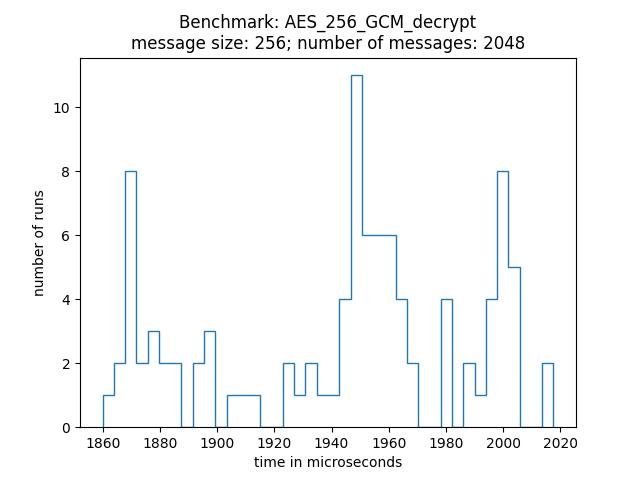 Benchmark: AES_256_GCM_decrypt
message size: 256; number of messages: 2048
10
8
6
4
2
0
number of runs
1860 1880 1900 1920 1940 1960 1980 2000 2020
time in microseconds